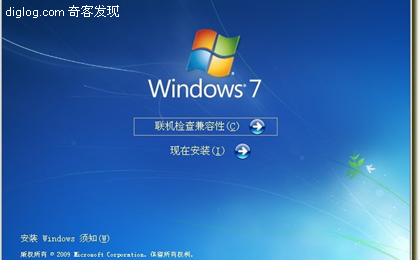 diglog.com 奇客发现
Windows 7
联机检查兼容性(C)
现在安装(I)
安装 Windows 须知(W)
版权所有 © 2009 Microsoft Corporation。保留所有权利。